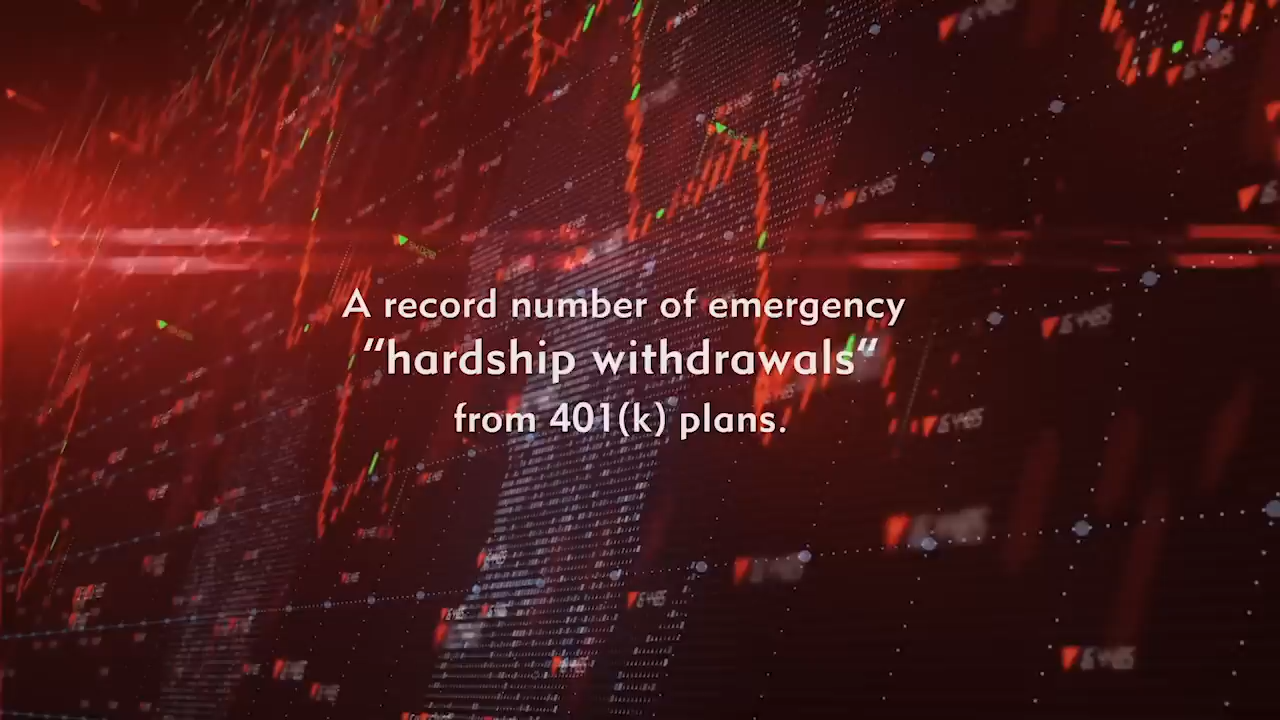 A record number of emergency
“hardship withdrawals“
from 401(k) plans.